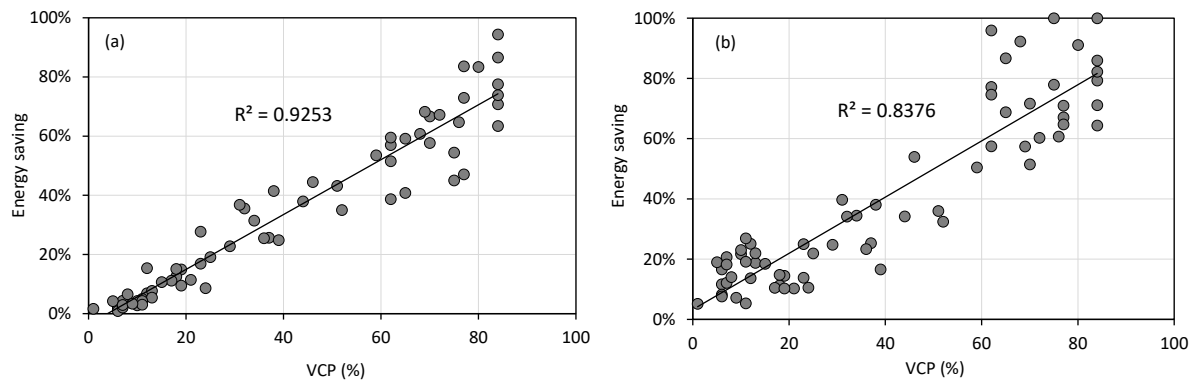 100%
80%
60%
40%
20%
0%
Energy saving
(a)
R² = 0.9253
0 20 40 60 80 100
VCP (%)
100%
80%
60%
40%
20%
0%
Energy saving
(b)
R² = 0.8376
0 20 40 60 80 100
VCP (%)